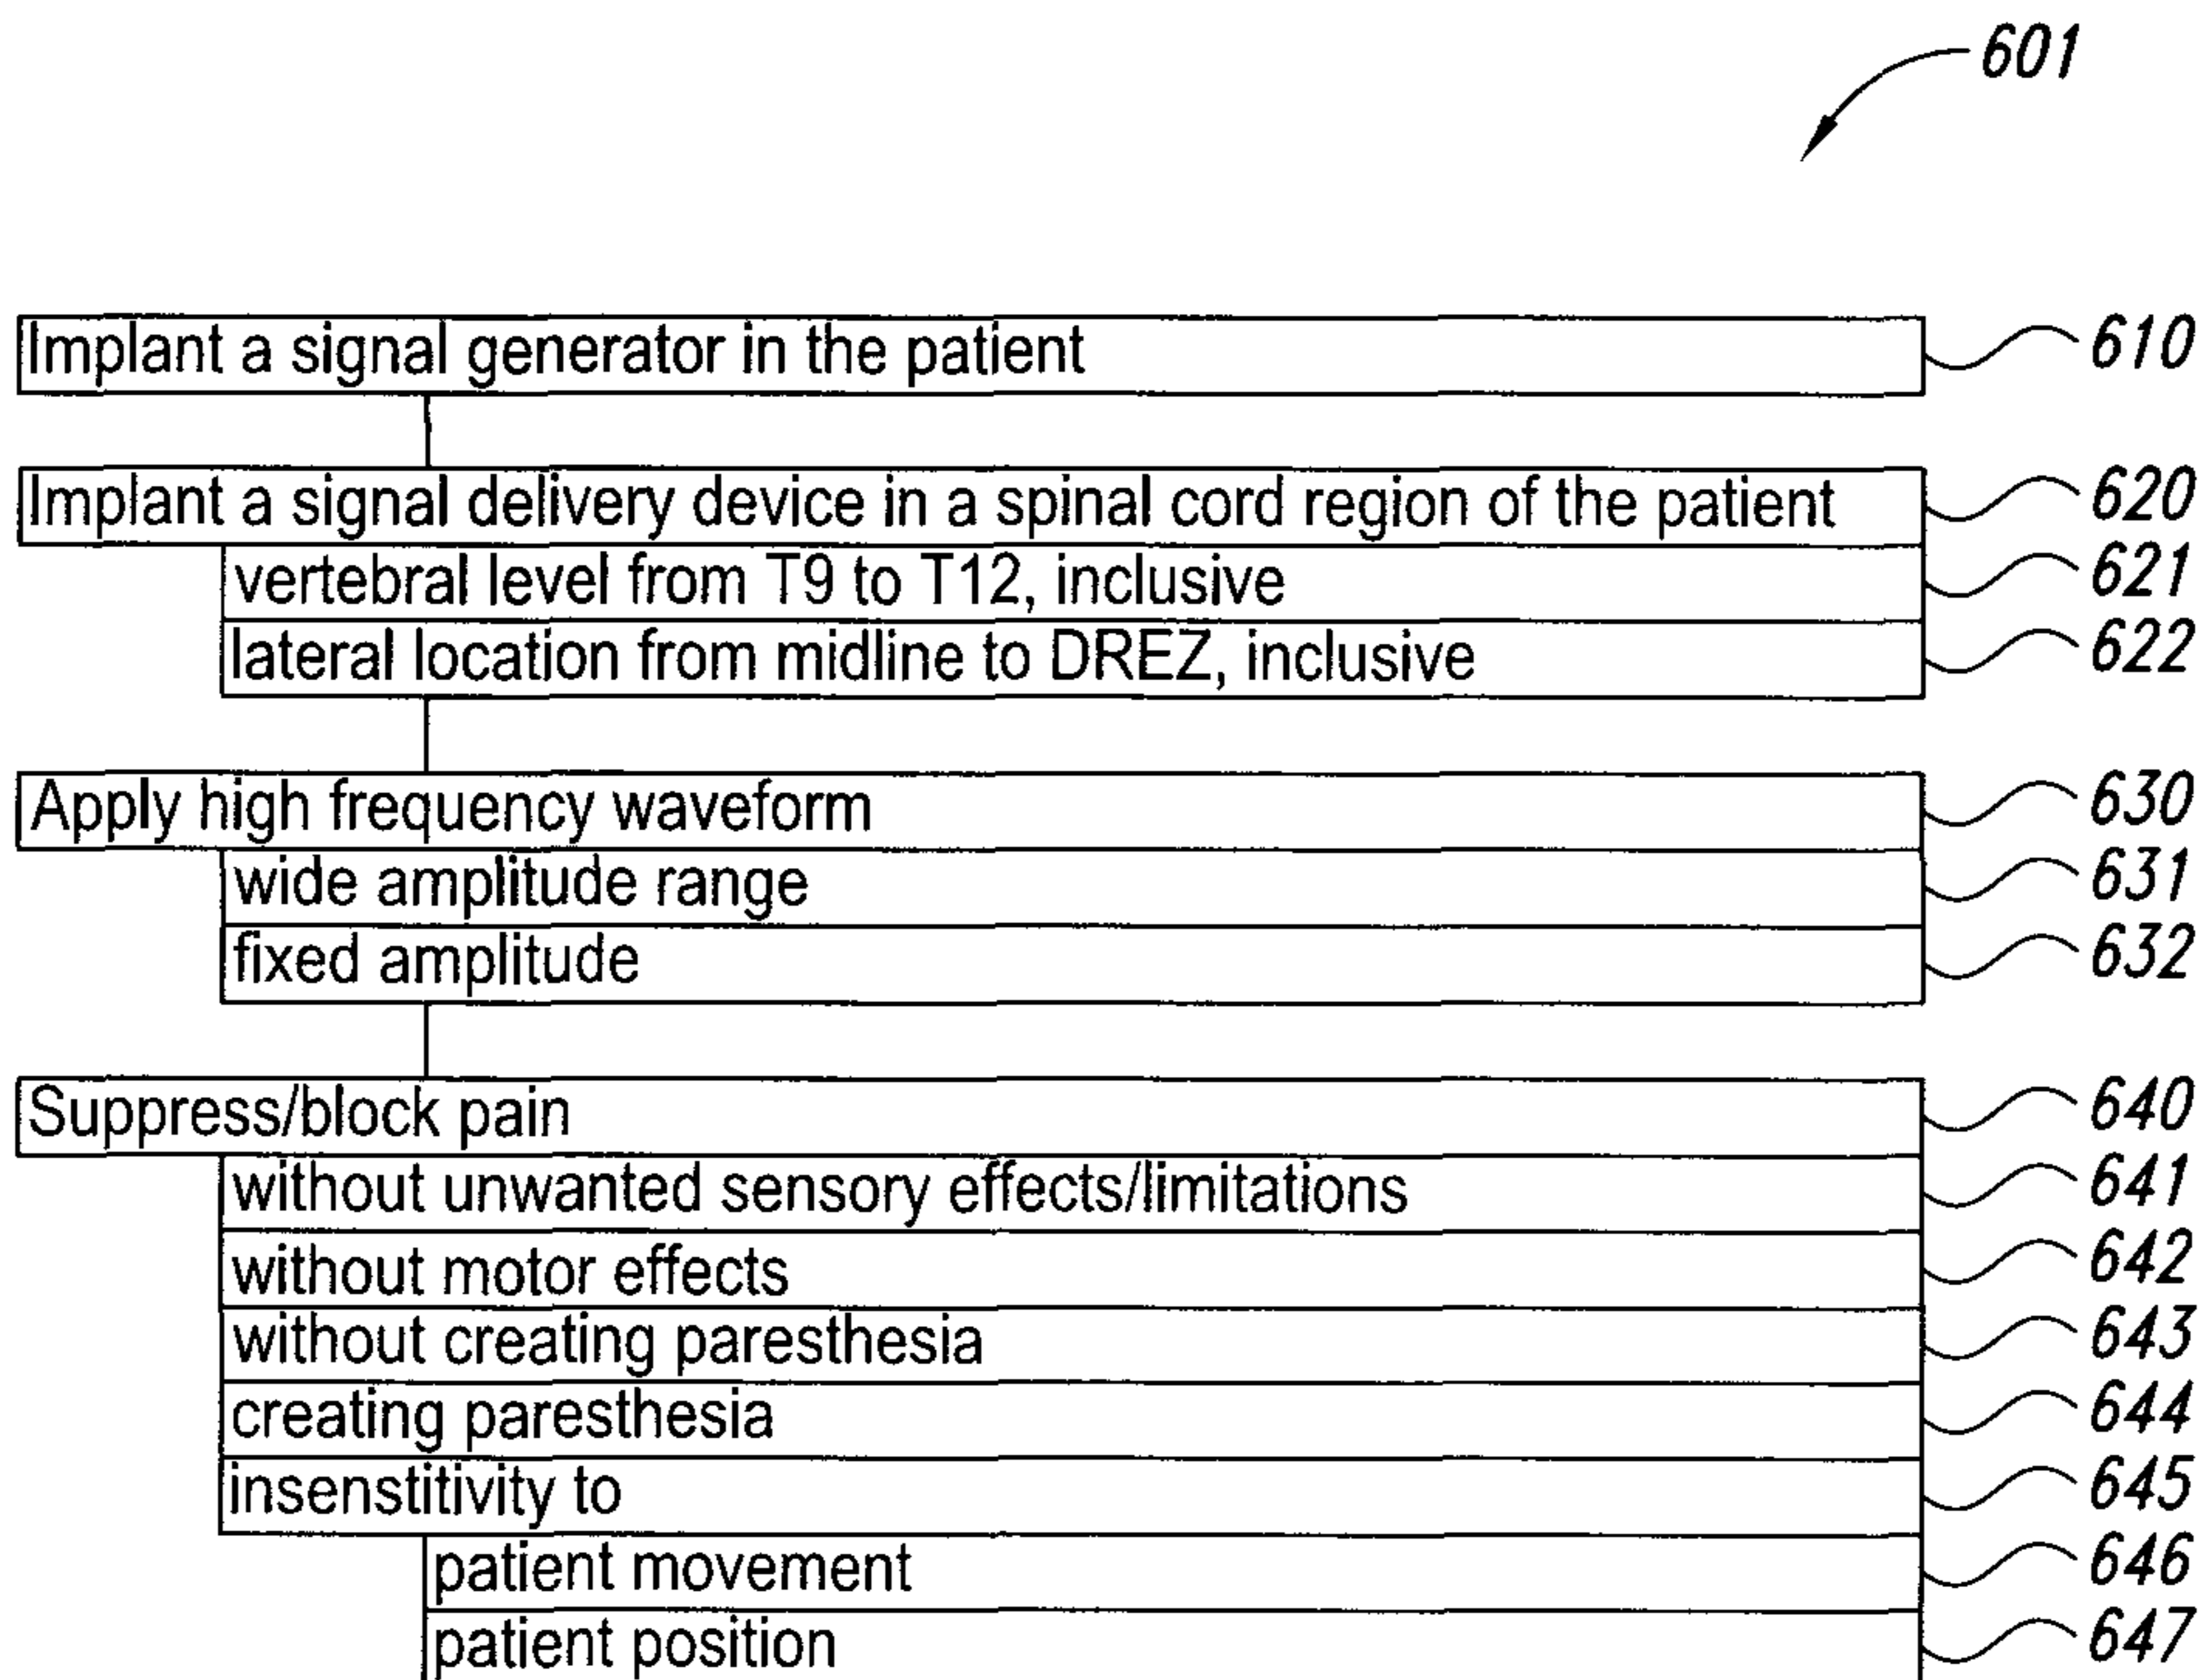 601
Implant a signal generator in the patient 610
Implant a signal delivery device in a spinal cord region of the patient 620
vertebral level from T9 to T12, inclusive 621
lateral location from midline to DREZ, inclusive 622
Apply high frequency waveform 630
wide amplitude range 631
fixed amplitude 632
Suppress/block pain 640
without unwanted sensory effects/limitations 641
without motor effects 642
without creating paresthesia 643
creating paresthesia 644
insenstitivity to 645
patient movement 646
patient position 647